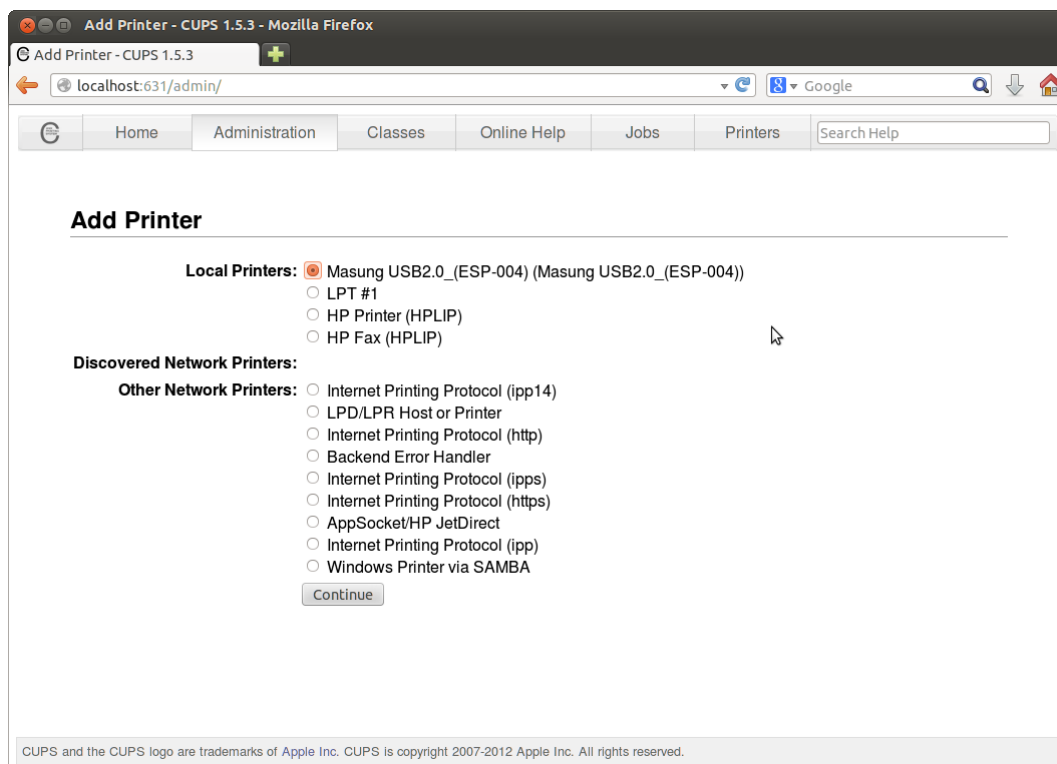 Add Printer - CUPS 1.5.3 - Mozilla Firefox
Add Printer - CUPS 1.5.3
localhost:631/admin/
8 Google
Home Administration Classes Online Help Jobs Printers Search Help
Add Printer
Local Printers: Masung USB2.0_(ESP-004) (Masung USB2.0_(ESP-004))
LPT #1
HP Printer (HPLIP)
HP Fax (HPLIP)
Discovered Network Printers:
Other Network Printers: Internet Printing Protocol (ipp14)
LPD/LPR Host or Printer
Internet Printing Protocol (http)
Backend Error Handler
Internet Printing Protocol (ipps)
Internet Printing Protocol (https)
AppSocket/HP JetDirect
Internet Printing Protocol (ipp)
Windows Printer via SAMBA
Continue
CUPS and the CUPS logo are trademarks of Apple Inc. CUPS is copyright 2007-2012 Apple Inc. All rights reserved.